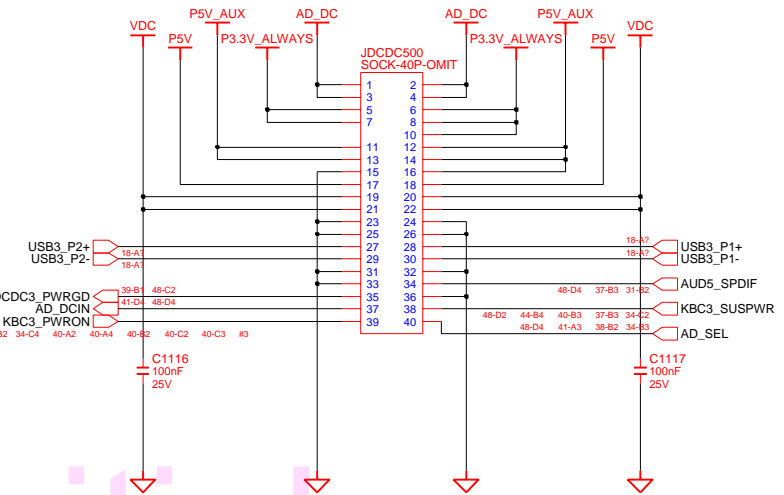 P5V_AUX AD_DC AD_DC P5V_AUX
VDC VDC
P5V P3.3V_ALWAYS P3.3V_ALWAYS P5V
JDCDC500
SOCK-40P-OMIT
1 2
3 4
5 6
7 8
10
11 12
13 14
15 16
17 18
19 20
21 22
23 24
25 26
USB3_P2+ 18-A? 27 28 18-A? USB3_P1+
USB3_P2- 18-A? 29 30 18-A? USB3_P1-
31 32
33 34 48-D4 37-B3 31-B2 AUD5_SPDIF
DCDC3_PWRGD 39-B1 48-C2 35 36
AD_DCIN 41-D4 48-D4 37 38 48-D2 44-B4 40-B3 37-B3 34-C2 KBC3_SUSPWR
KBC3_PWRON 39 40
34-C4 40-A2 40-A4 40-B2 40-C2 40-C3 #3 48-D4 41-A3 38-B2 34-B3 AD_SEL
C1116 C1117
100nF 100nF
25V 25V